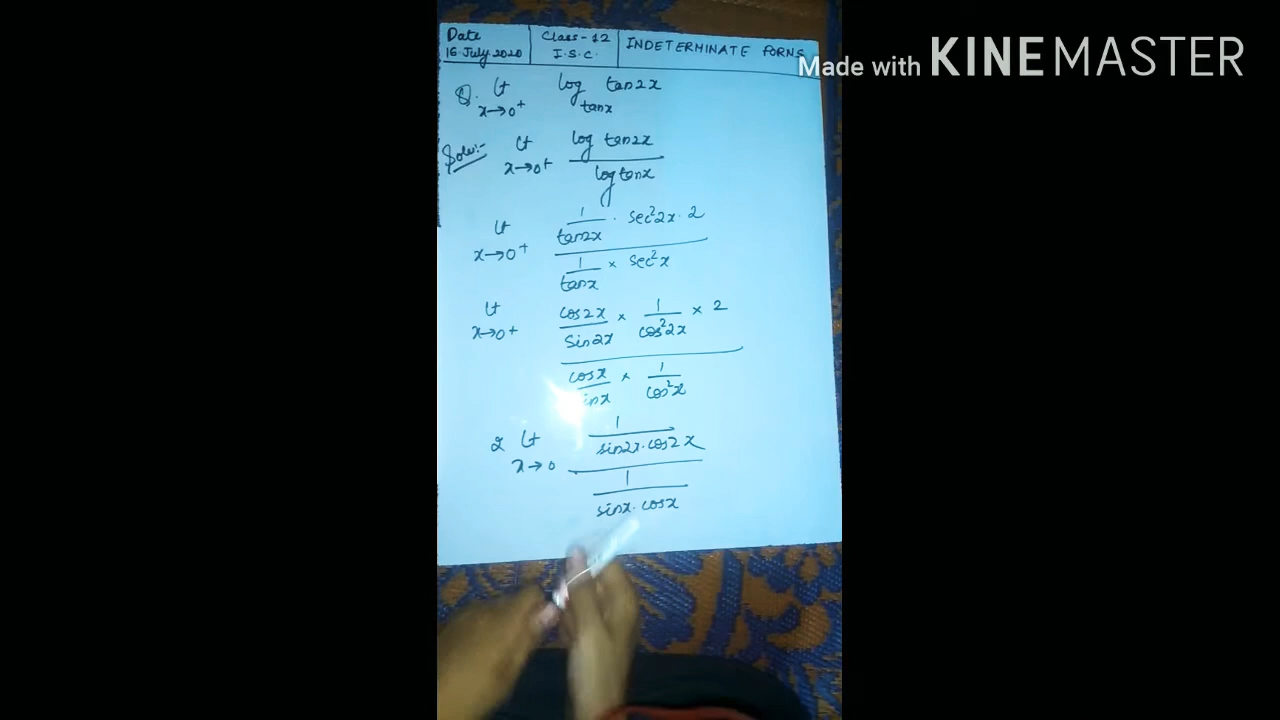 Date 16 July 2020
Class - 12 I.S.C.
INDETERMINATE FORMS
Made with KINEMASTER
Q. Lt x→0⁺ log_tanx tan2x
Soln:- Lt x→0⁺ log tan2x / log tanx
Lt x→0⁺ 1/tan2x · sec²2x · 2 / 1/tanx × sec²x
Lt x→0⁺ cos2x/sin2x × 1/cos²2x × 2 / cosx/sinx × 1/cos²x
2 Lt x→0 1/sin2x·cos2x / 1/sinx·cosx